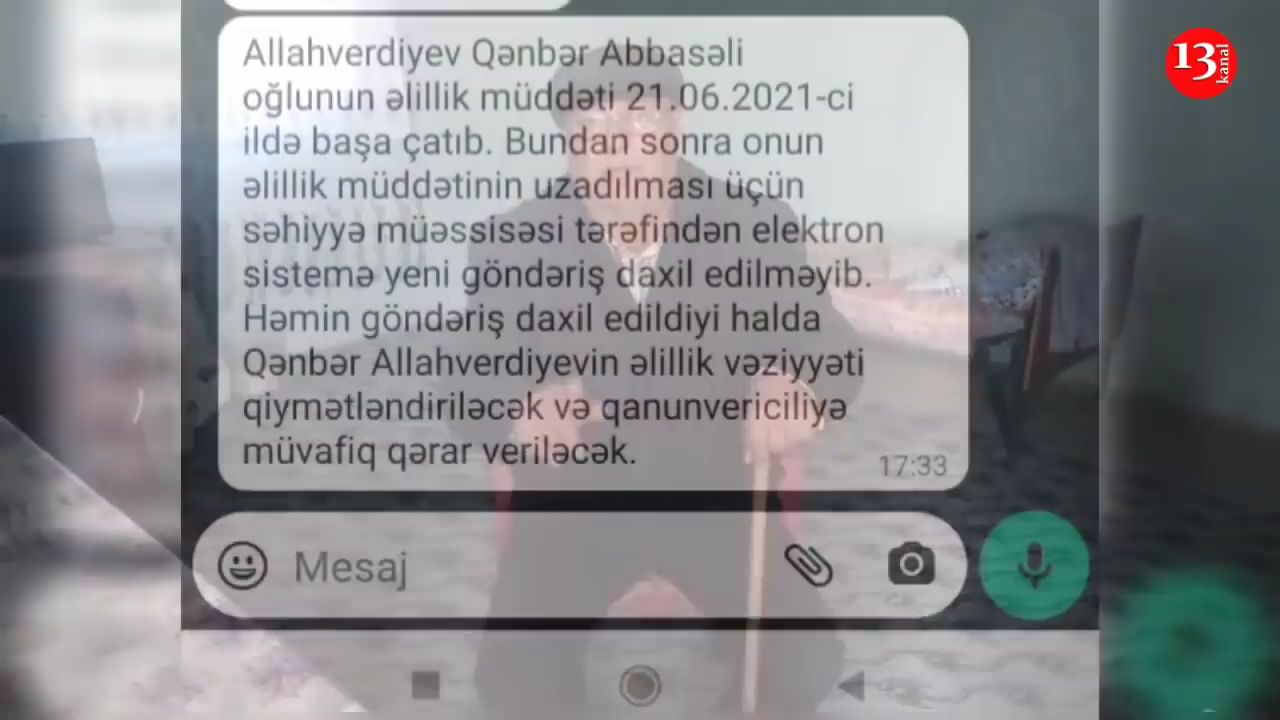 Allahverdiyev Qənbər Abbasəli
oğlunun əlillik müddəti 21.06.2021-ci
ildə başa çatıb. Bundan sonra onun
əlillik müddətinin uzadılması üçün
səhiyyə müəssisəsi tərəfindən elektron
sistemə yeni göndəriş daxil edilməyib.
Həmin göndəriş daxil edildiyi halda
Qənbər Allahverdiyevin əlillik vəziyyəti
qiymətləndiriləcək və qanunvericiliyə
müvafiq qərar veriləcək.
17:33
Mesaj
13
kanal